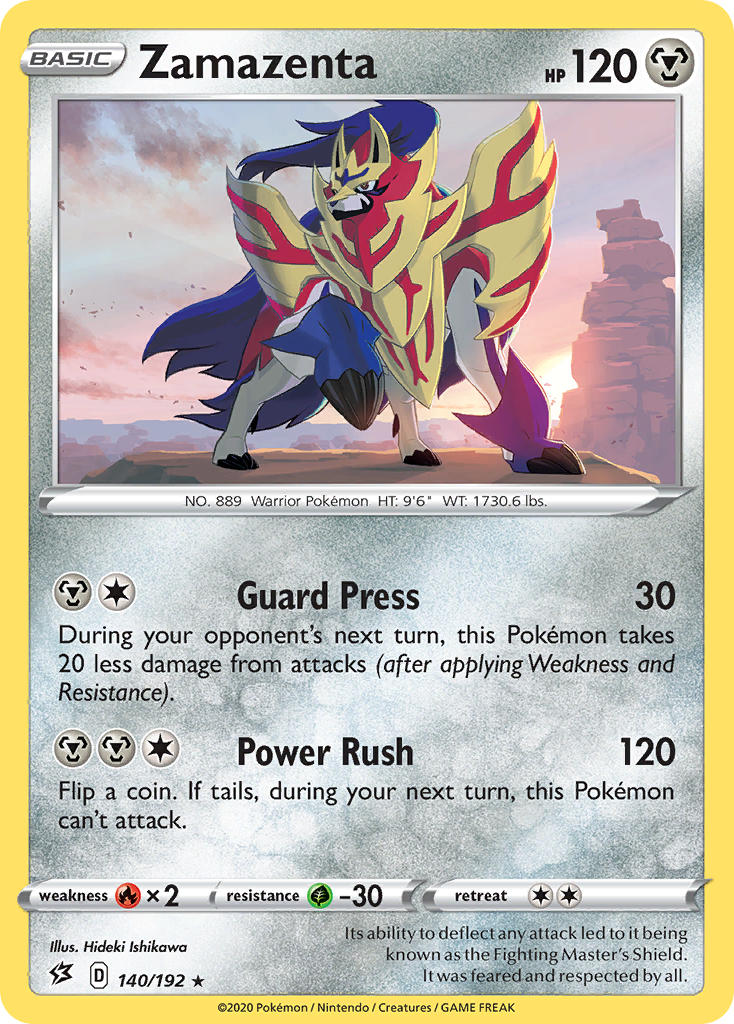 BASIC Zamazenta HP 120
NO. 889 Warrior Pokémon HT: 9'6" WT: 1730.6 lbs.
Guard Press 30
During your opponent's next turn, this Pokémon takes
20 less damage from attacks (after applying Weakness and
Resistance).
Power Rush 120
Flip a coin. If tails, during your next turn, this Pokémon
can't attack.
weakness ×2 resistance -30 retreat
Illus. Hideki Ishikawa
D 140/192 ★
Its ability to deflect any attack led to it being
known as the Fighting Master's Shield.
It was feared and respected by all.
©2020 Pokémon / Nintendo / Creatures / GAME FREAK